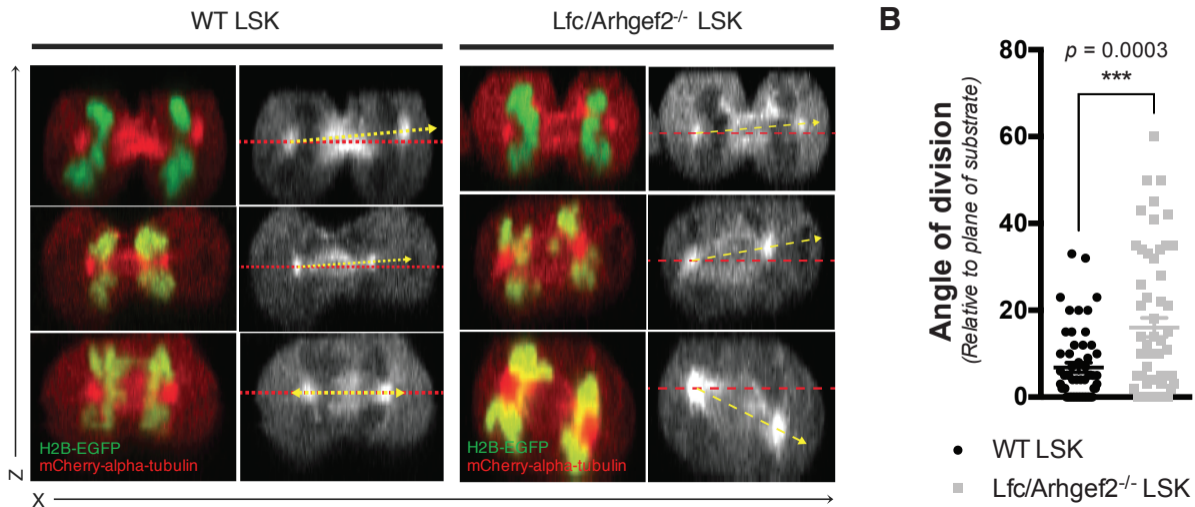 WT LSK
Lfc/Arhgef2-/- LSK
H2B-EGFP
mCherry-alpha-tubulin
H2B-EGFP
mCherry-alpha-tubulin
Z
X
B
p = 0.0003
***
Angle of division
(Relative to plane of substrate)
80
60
40
20
0
WT LSK
Lfc/Arhgef2-/- LSK